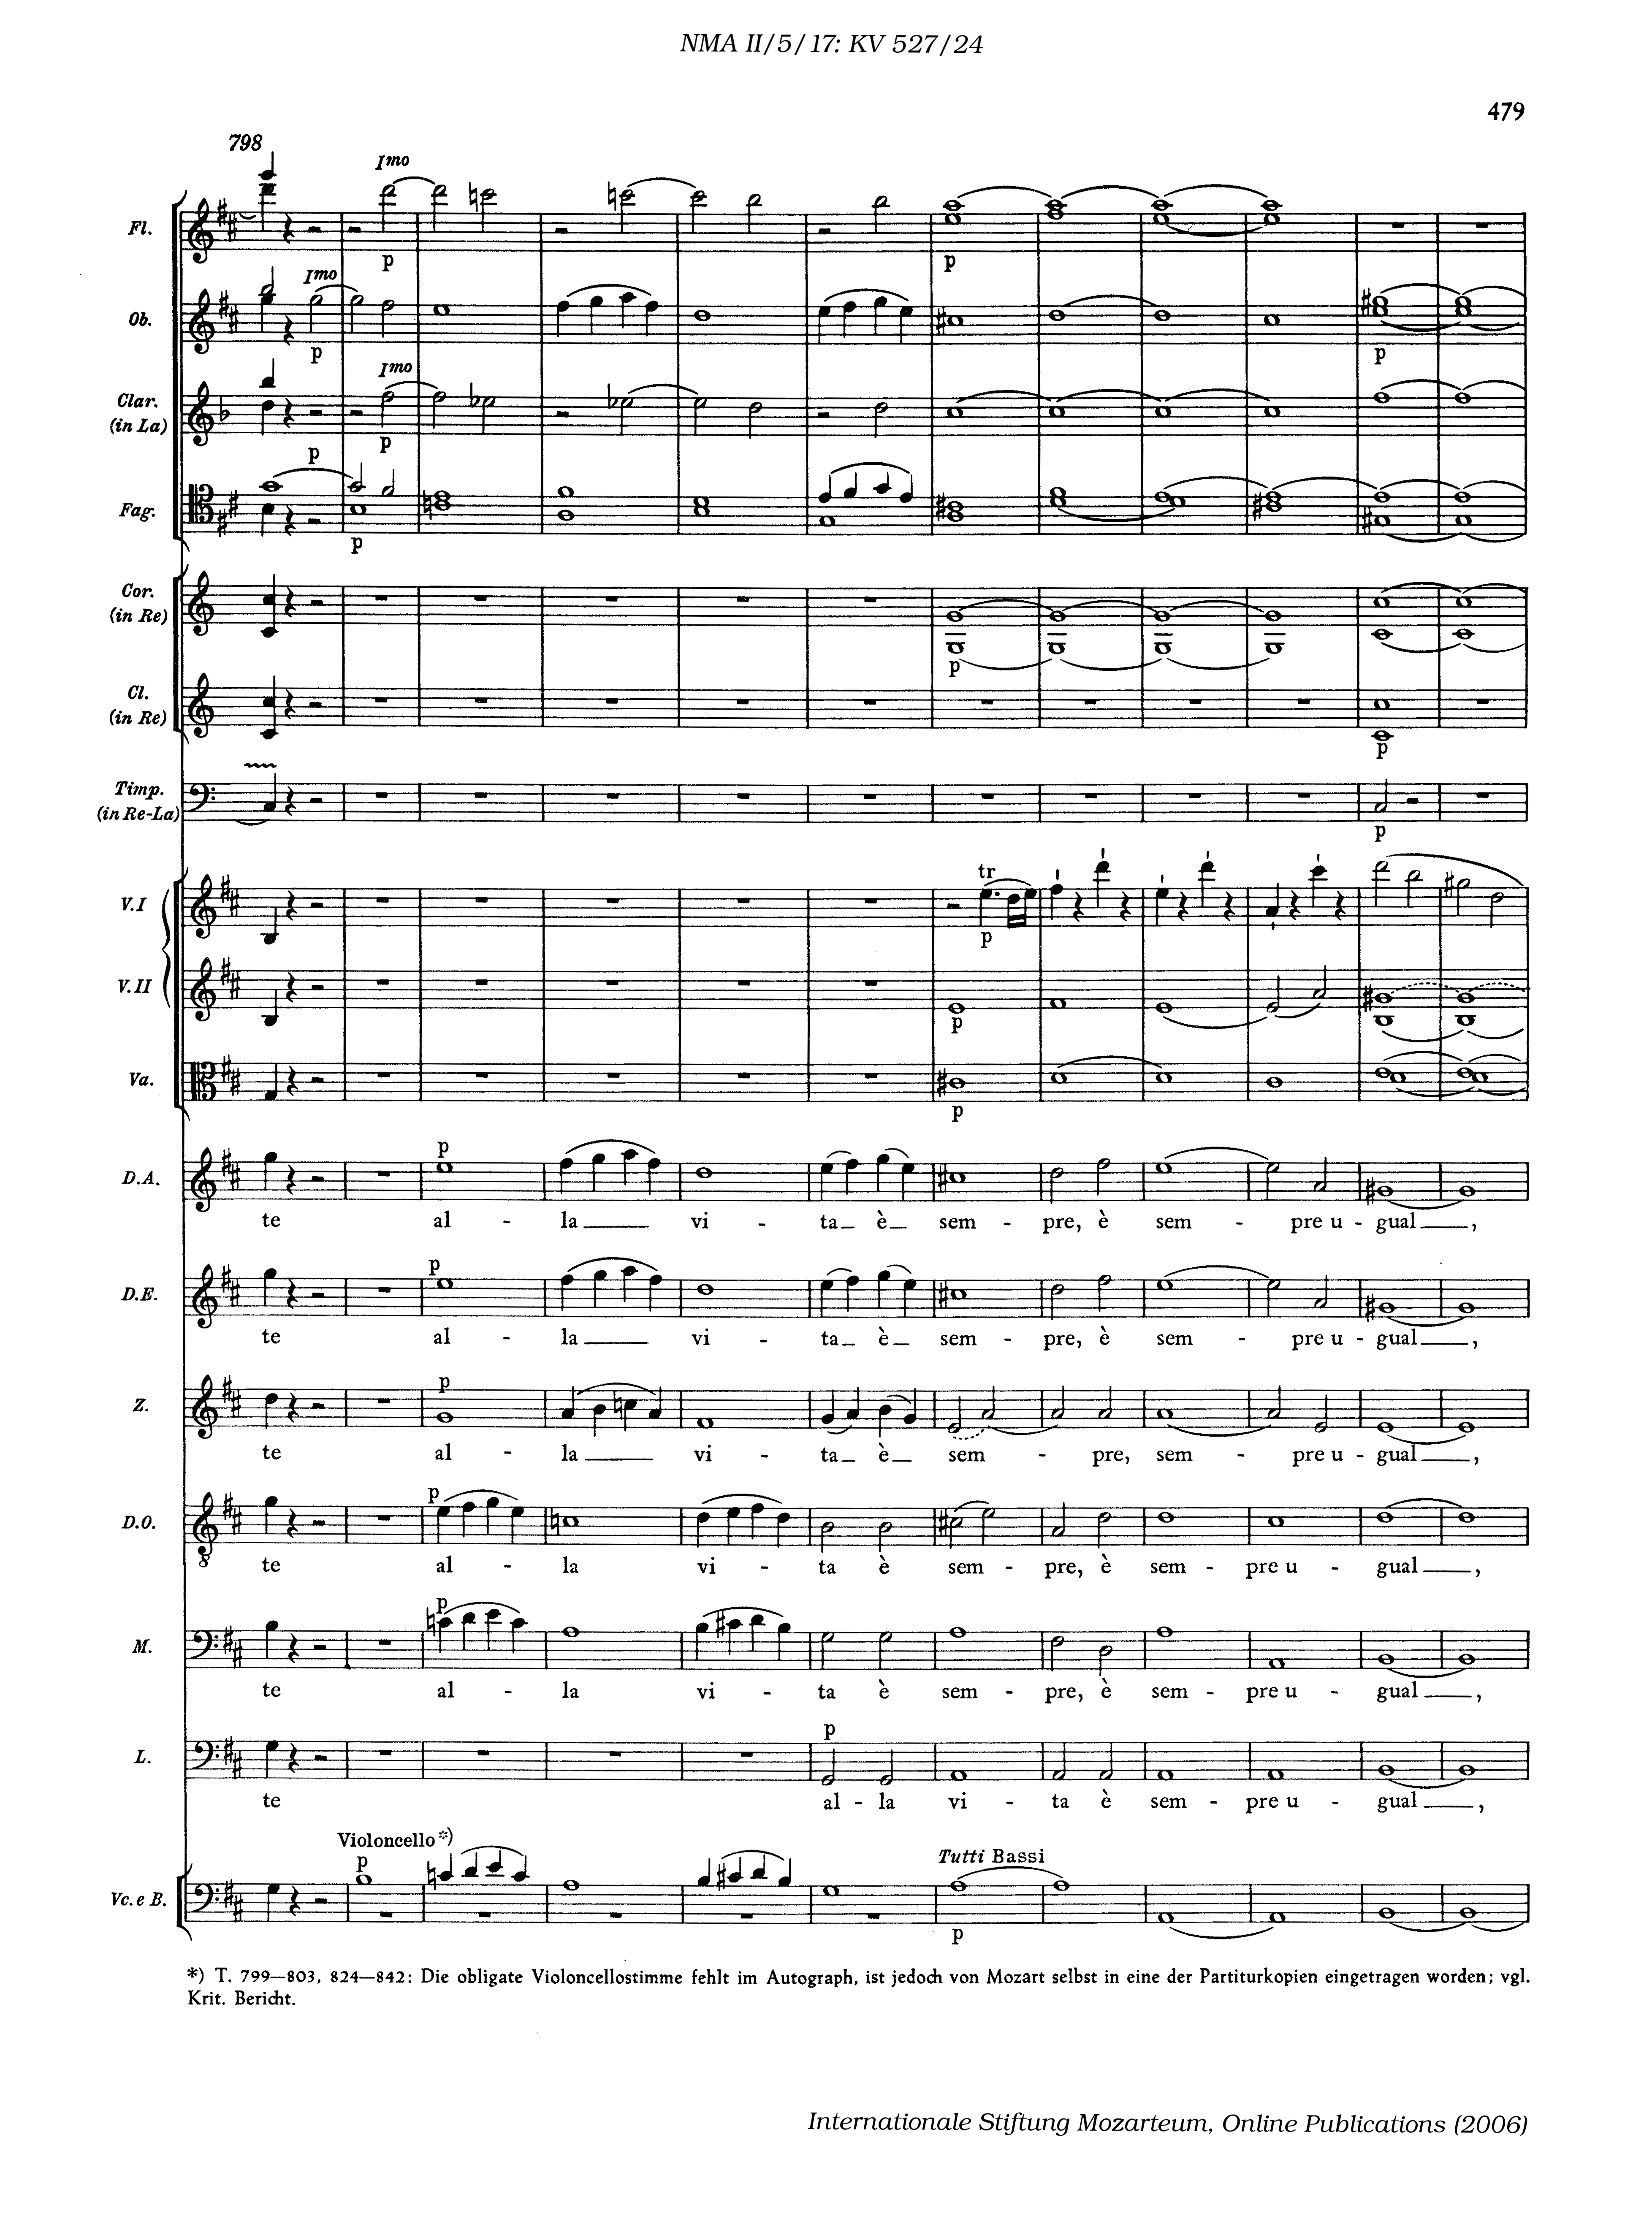 NMA II/5/17: KV 527/24
479
798
Imo
Fl.
p
p
Imo
Ob.
p
p
Imo
Clar.
(in La)
p
p
Fag.
p
Cor.
(in Re)
p
Cl.
(in Re)
p
Timp.
(in Re-La)
p
tr
V.I
p
V.II
p
Va.
p
p
D.A.
te al - la vi - ta è sem - pre, è sem - pre u - gual,
p
D.E.
te al - la vi - ta è sem - pre, è sem - pre u - gual,
p
Z.
te al - la vi - ta è sem - pre, sem - pre u - gual,
p
D.O.
te al - la vi - ta è sem - pre, è sem - pre u - gual,
p
M.
te al - la vi - ta è sem - pre, è sem - pre u - gual,
p
L.
te al - la vi - ta è sem - pre u - gual,
Violoncello *)
Tutti Bassi
p
Vc. e B.
p
*) T. 799—803, 824—842: Die obligate Violoncellostimme fehlt im Autograph, ist jedoch von Mozart selbst in eine der Partiturkopien eingetragen worden; vgl.
Krit. Bericht.
Internationale Stiftung Mozarteum, Online Publications (2006)